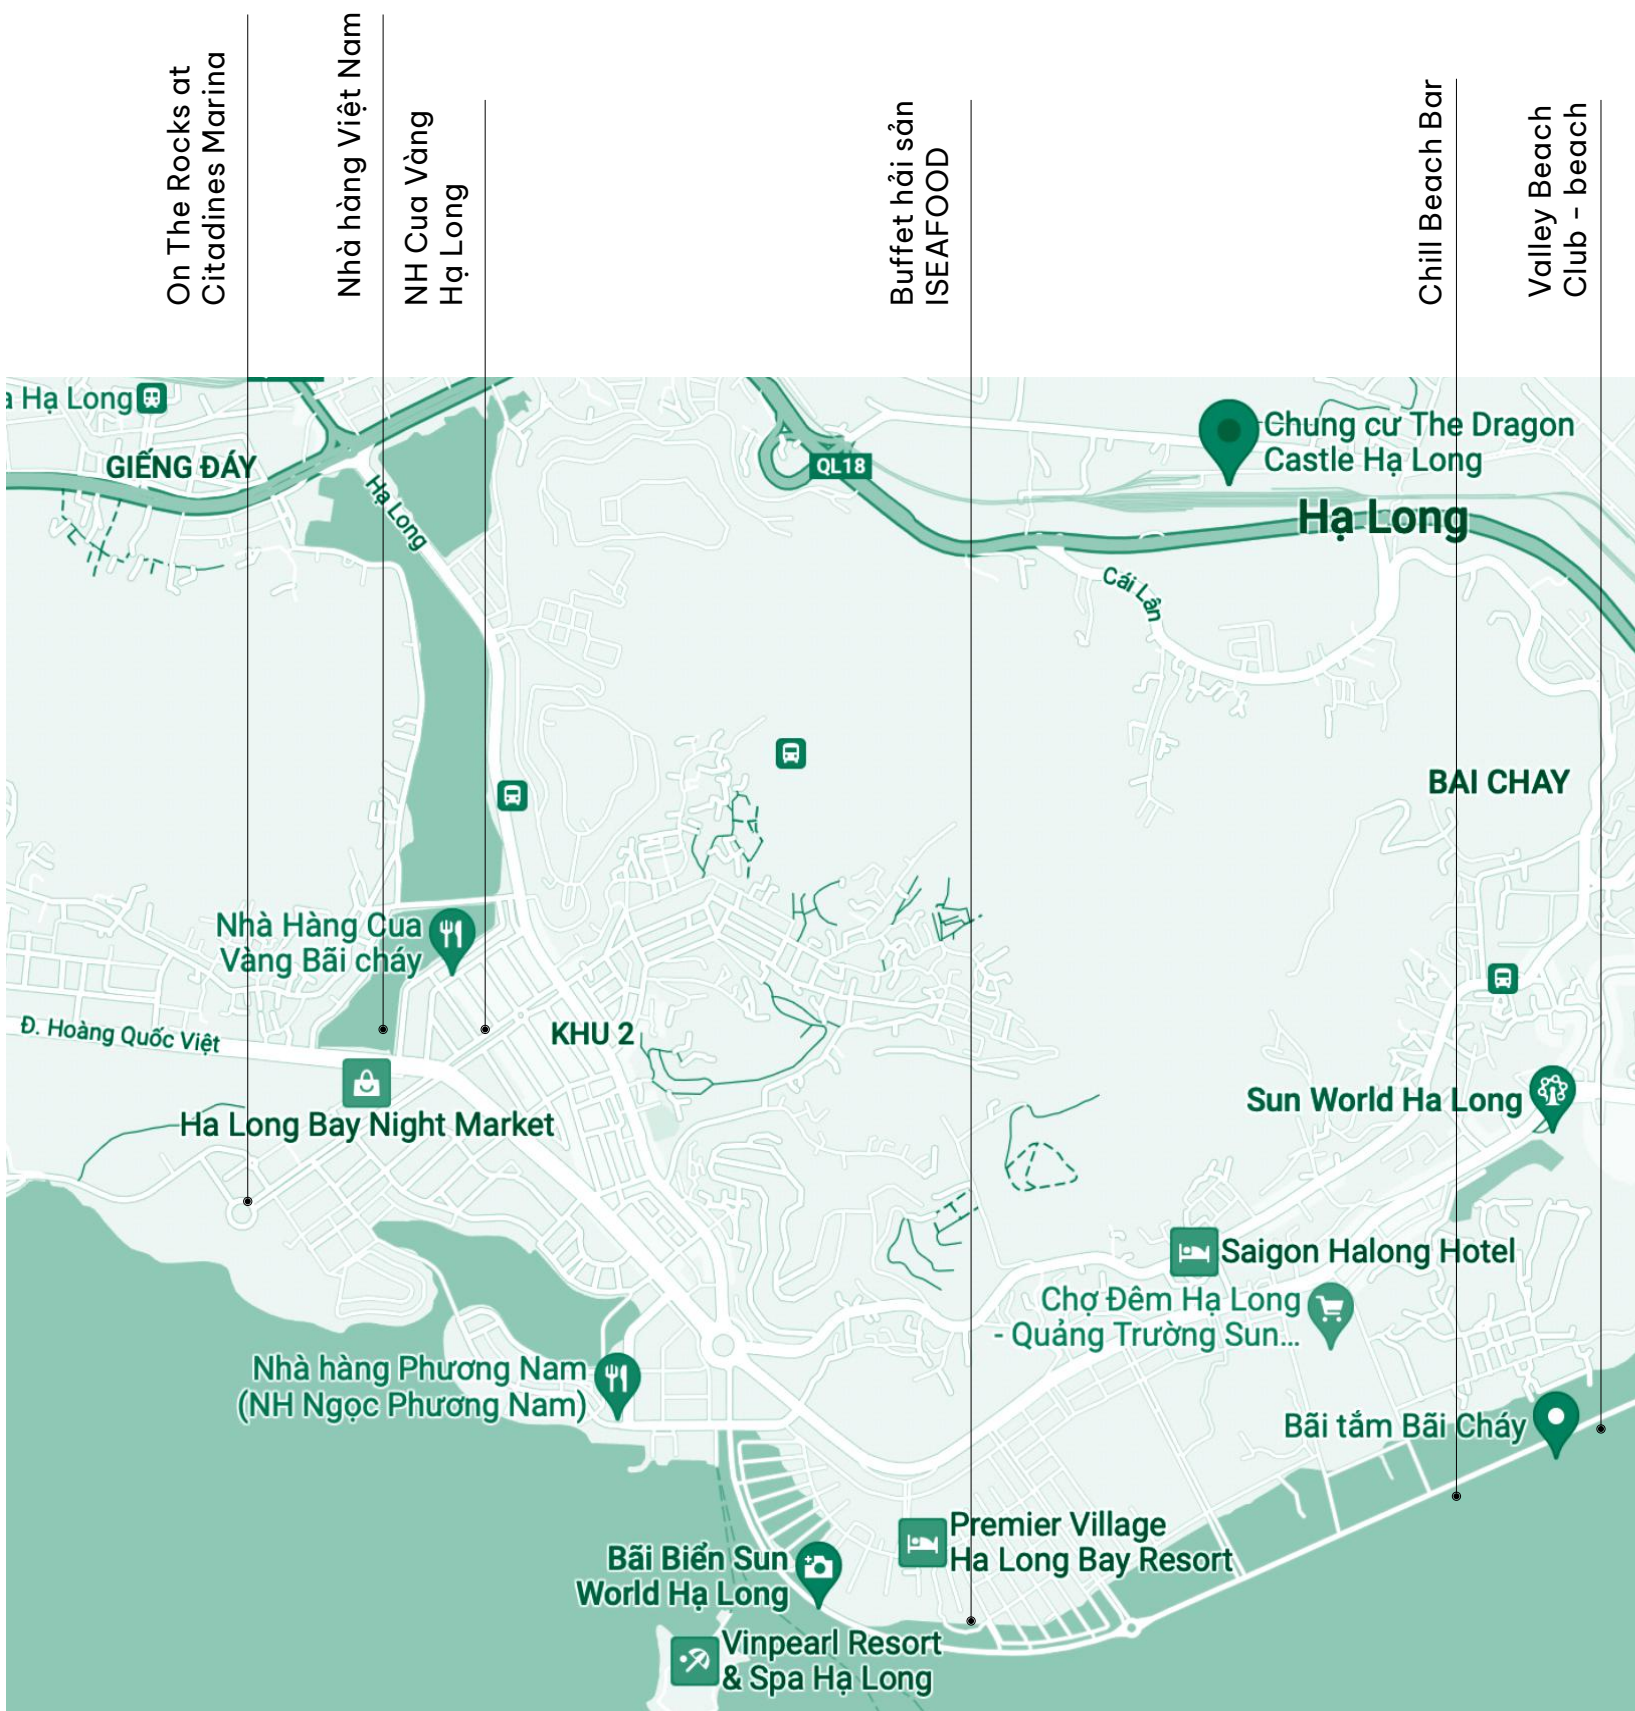 On The Rocks at
Citadines Marina
Nhà hàng Việt Nam
NH Cua Vàng
Hạ Long
Buffet hải sản
ISEAFOOD
Chill Beach Bar
Valley Beach
Club - beach
a Hạ Long
GIẾNG ĐÁY
Hạ Long
QL18
Chung cư The Dragon
Castle Hạ Long
Hạ Long
Cái Lân
BAI CHAY
Nhà Hàng Cua
Vàng Bãi cháy
Đ. Hoàng Quốc Việt
KHU 2
Ha Long Bay Night Market
Sun World Ha Long
Saigon Halong Hotel
Chợ Đêm Hạ Long
- Quảng Trường Sun...
Nhà hàng Phương Nam
(NH Ngọc Phương Nam)
Bãi tắm Bãi Cháy
Premier Village
Ha Long Bay Resort
Bãi Biển Sun
World Hạ Long
Vinpearl Resort
& Spa Hạ Long